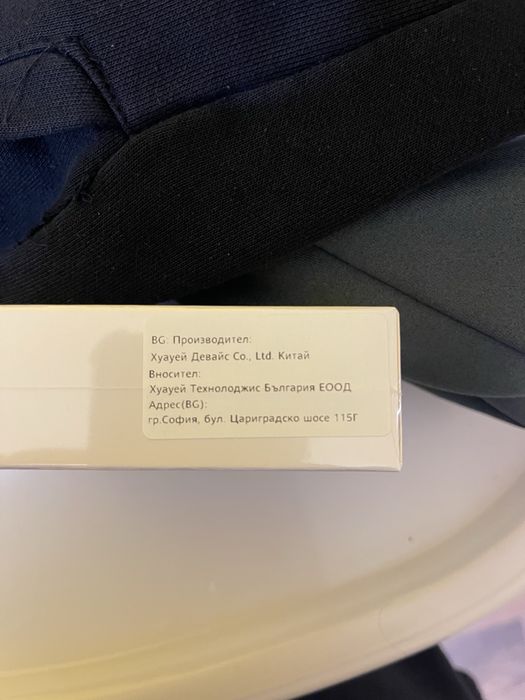 BG: Производител:
Хуауей Девайс Co., Ltd. Китай
Вносител:
Хуауей Технолоджис България ЕООД
Адрес(BG):
гр.София, бул. Цариградско шосе 115Г